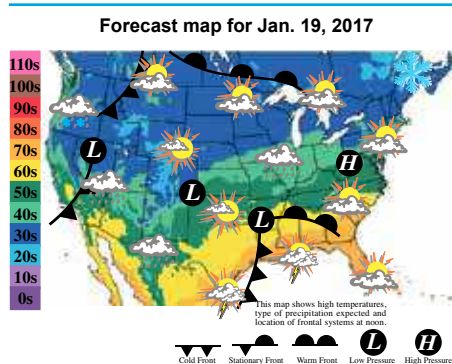 Forecast map for Jan. 19, 2017
110s
100s
90s
80s
70s
60s
50s
40s
30s
20s
10s
0s
L
L
L
H
This map shows high temperatures,
type of precipitation expected and
location of frontal systems at noon.
L
H
Cold Front
Stationary Front
Warm Front
Low Pressure
High Pressure